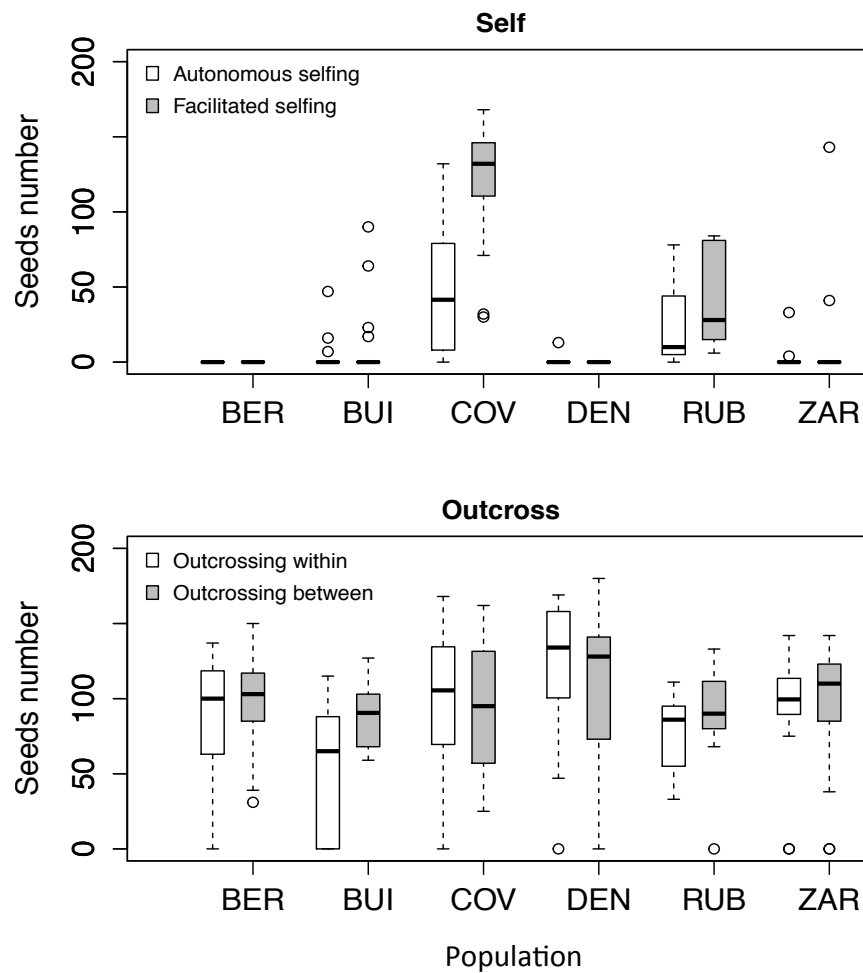 Self
Autonomous selfing
Facilitated selfing
Seeds number
200
100
50
0
BER BUI COV DEN RUB ZAR
Outcross
Outcrossing within
Outcrossing between
Seeds number
200
100
50
0
BER BUI COV DEN RUB ZAR
Population